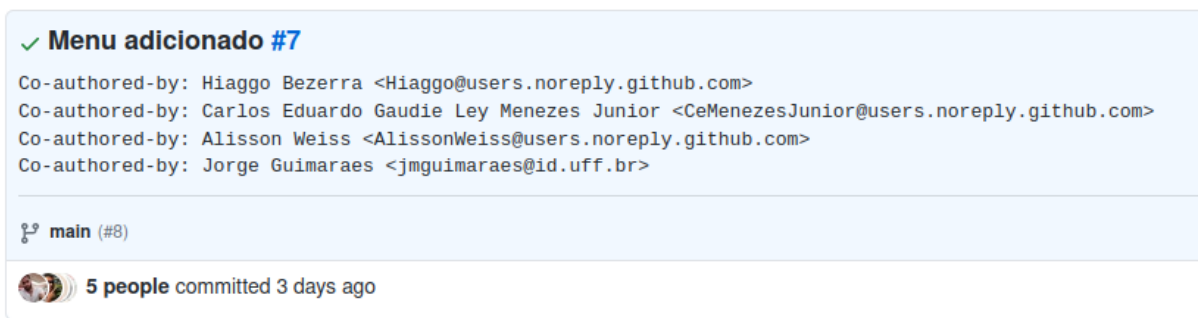 Menu adicionado #7
Co-authored-by: Hiaggo Bezerra <Hiaggo@users.noreply.github.com>
Co-authored-by: Carlos Eduardo Gaudie Ley Menezes Junior <CeMenezesJunior@users.noreply.github.com>
Co-authored-by: Alisson Weiss <AlissonWeiss@users.noreply.github.com>
Co-authored-by: Jorge Guimaraes <jmguimaraes@id.uff.br>
main (#8)
5 people committed 3 days ago